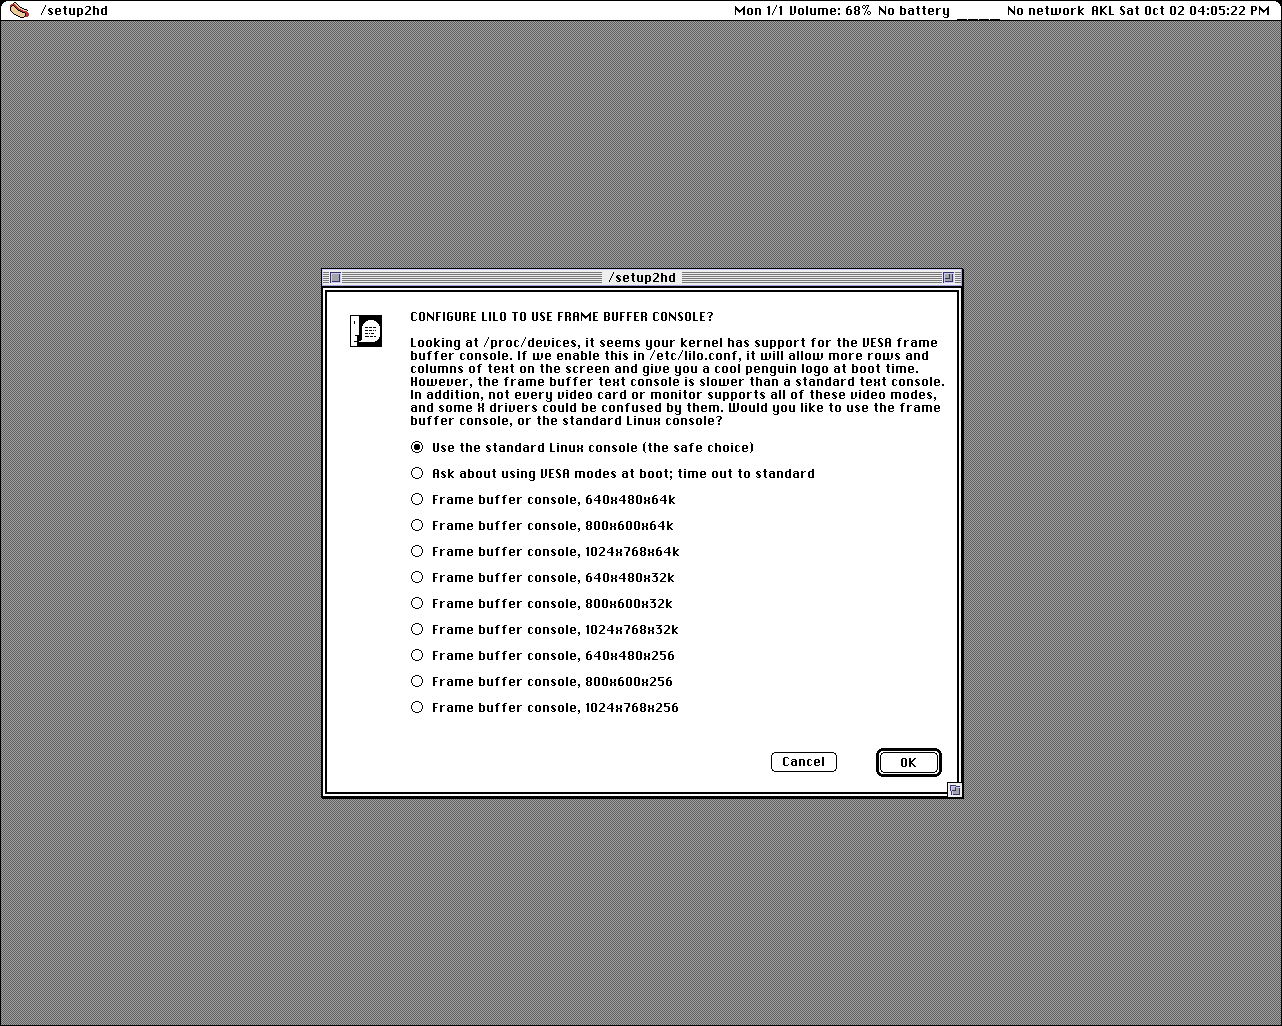 /setup2hd
Mon 1/1 Volume: 68% No battery ____ No network AKL Sat Oct 02 04:05:22 PM
/setup2hd
CONFIGURE LILO TO USE FRAME BUFFER CONSOLE?
Looking at /proc/devices, it seems your kernel has support for the VESA frame
buffer console. If we enable this in /etc/lilo.conf, it will allow more rows and
columns of text on the screen and give you a cool penguin logo at boot time.
However, the frame buffer text console is slower than a standard text console.
In addition, not every video card or monitor supports all of these video modes,
and some X drivers could be confused by them. Would you like to use the frame
buffer console, or the standard Linux console?
Use the standard Linux console (the safe choice)
Ask about using VESA modes at boot; time out to standard
Frame buffer console, 640x480x64k
Frame buffer console, 800x600x64k
Frame buffer console, 1024x768x64k
Frame buffer console, 640x480x32k
Frame buffer console, 800x600x32k
Frame buffer console, 1024x768x32k
Frame buffer console, 640x480x256
Frame buffer console, 800x600x256
Frame buffer console, 1024x768x256
Cancel
OK